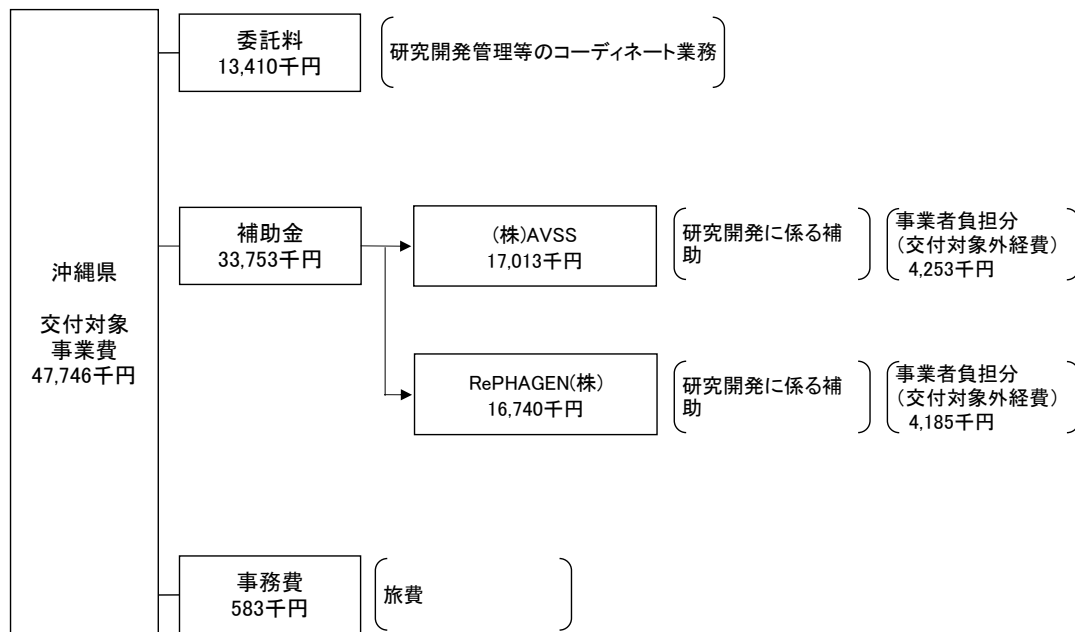 沖縄県
交付対象
事業費
47,746千円
委託料
13,410千円
研究開発管理等のコーディネート業務
補助金
33,753千円
(株)AVSS
17,013千円
研究開発に係る補
助
事業者負担分
(交付対象外経費)
4,253千円
RePHAGEN(株)
16,740千円
研究開発に係る補
助
事業者負担分
(交付対象外経費)
4,185千円
事務費
583千円
旅費